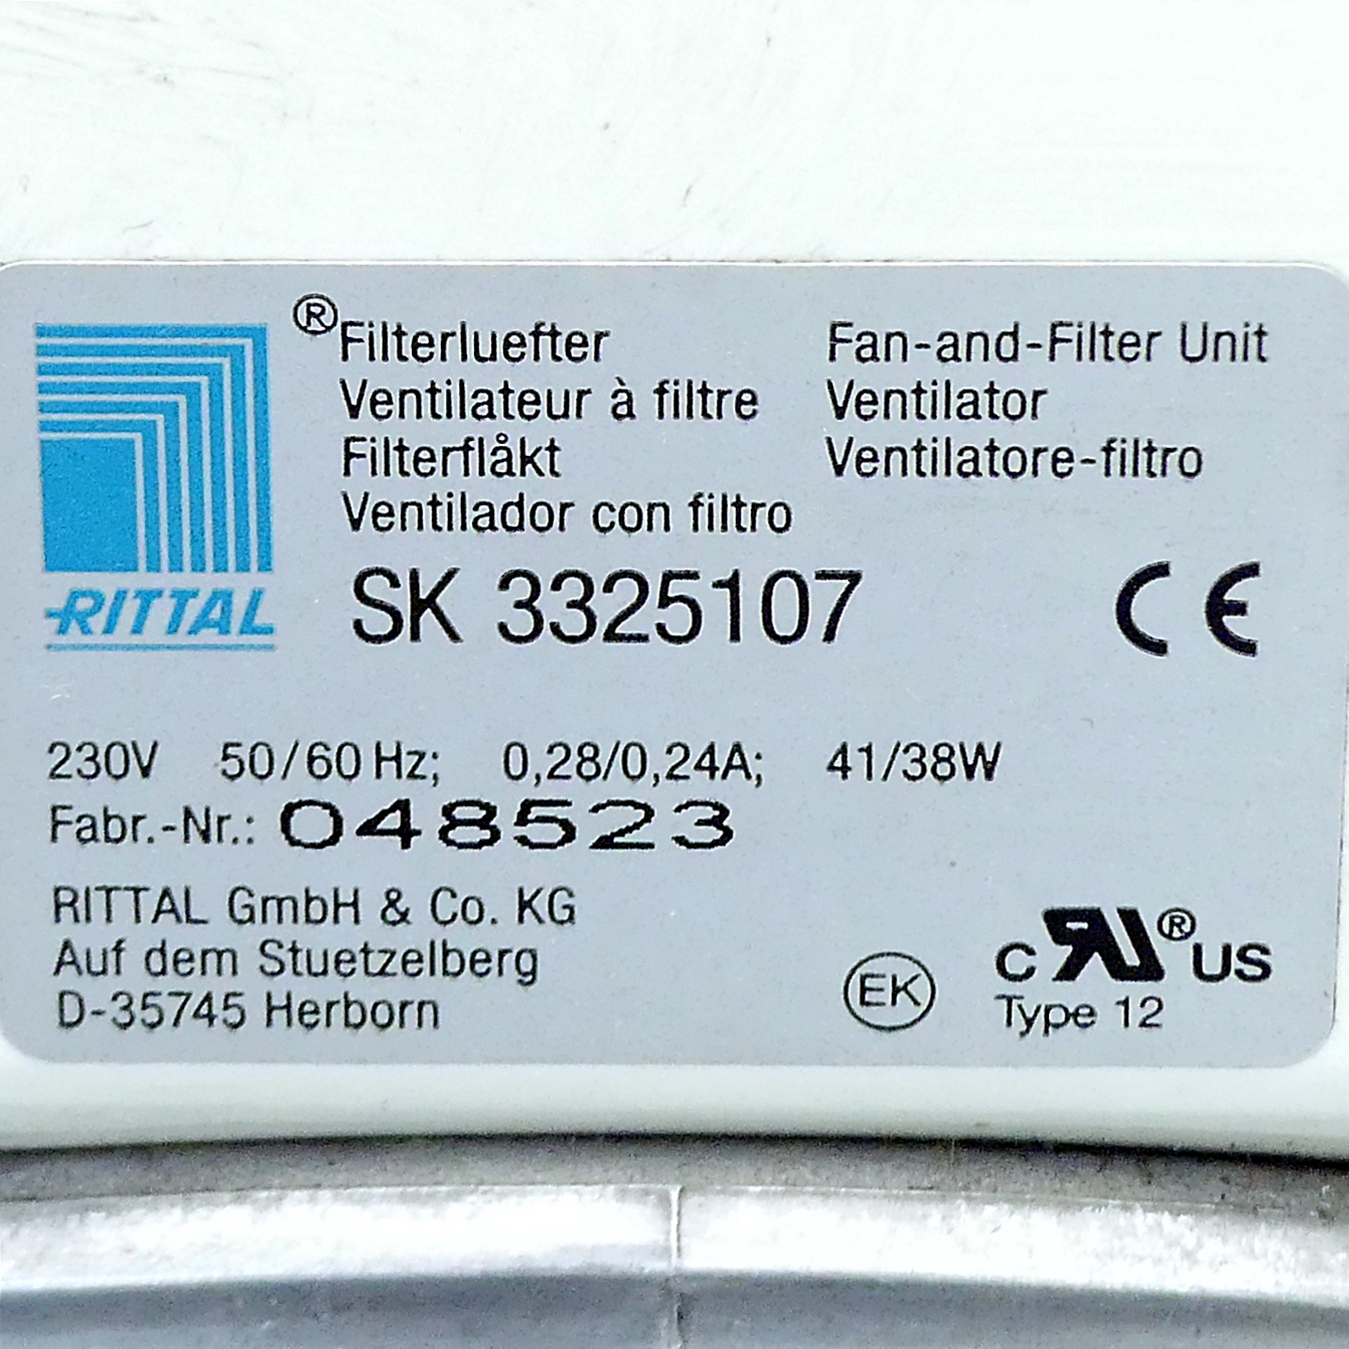 ® Filterluefter Fan-and-Filter Unit
Ventilateur à filtre Ventilator
Filterflåkt Ventilatore-filtro
Ventilador con filtro
RITTAL SK 3325107 CE
230V 50/60 Hz; 0,28/0,24A; 41/38W
Fabr.-Nr.: 048523
RITTAL GmbH & Co. KG
Auf dem Stuetzelberg
D-35745 Herborn
EK
c RU® US
Type 12